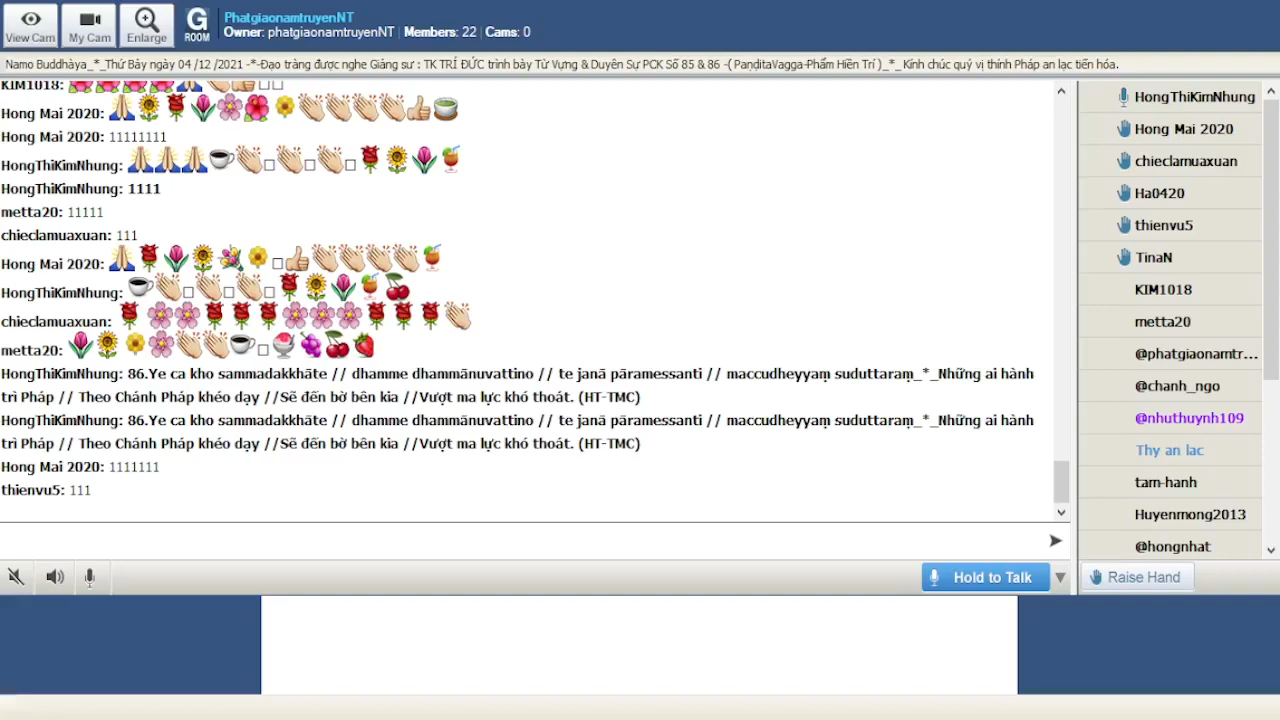 View Cam
My Cam
Enlarge
G
ROOM
PhatgiaonamtruyenNT
Owner: phatgiaonamtruyenNT | Members: 22 | Cams: 0
Namo Buddhàya_*_Thứ Bảy ngày 04 /12 /2021 -*-Đạo tràng được nghe Giảng sư : TK TRÍ ĐỨC trình bày Từ Vựng & Duyên Sự PCK Số 85 & 86 -( PaṇḍitaVagga-Phẩm Hiền Trí )_*_ Kính chúc quý vị thính Pháp an lạc tiến hóa.
KIM1018:
Hong Mai 2020:
Hong Mai 2020: 11111111
HongThiKimNhung:
HongThiKimNhung: 1111
metta20: 11111
chieclamuaxuan: 111
Hong Mai 2020:
HongThiKimNhung:
chieclamuaxuan:
metta20:
HongThiKimNhung: 86.Ye ca kho sammadakkhāte // dhamme dhammānuvattino // te janā pāramessanti // maccudheyyaṃ suduttaraṃ_*_Những ai hành
trì Pháp // Theo Chánh Pháp khéo dạy //Sẽ đến bờ bên kia //Vượt ma lực khó thoát. (HT-TMC)
HongThiKimNhung: 86.Ye ca kho sammadakkhāte // dhamme dhammānuvattino // te janā pāramessanti // maccudheyyaṃ suduttaraṃ_*_Những ai hành
trì Pháp // Theo Chánh Pháp khéo dạy //Sẽ đến bờ bên kia //Vượt ma lực khó thoát. (HT-TMC)
Hong Mai 2020: 1111111
thienvu5: 111
Hold to Talk
HongThiKimNhung
Hong Mai 2020
chieclamuaxuan
Ha0420
thienvu5
TinaN
KIM1018
metta20
@phatgiaonamtr...
@chanh_ngo
@nhuthuynh109
Thy an lac
tam-hanh
Huyenmong2013
@hongnhat
Raise Hand